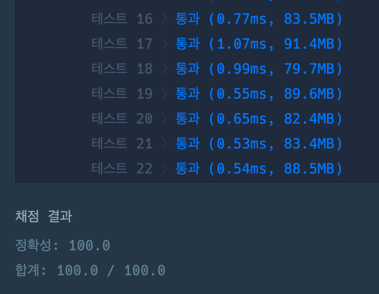 테스트 16 > 통과 (0.77ms, 83.5MB)
테스트 17 > 통과 (1.07ms, 91.4MB)
테스트 18 > 통과 (0.99ms, 79.7MB)
테스트 19 > 통과 (0.55ms, 89.6MB)
테스트 20 > 통과 (0.65ms, 82.4MB)
테스트 21 > 통과 (0.53ms, 83.4MB)
테스트 22 > 통과 (0.54ms, 88.5MB)
채점 결과
정확성: 100.0
합계: 100.0 / 100.0